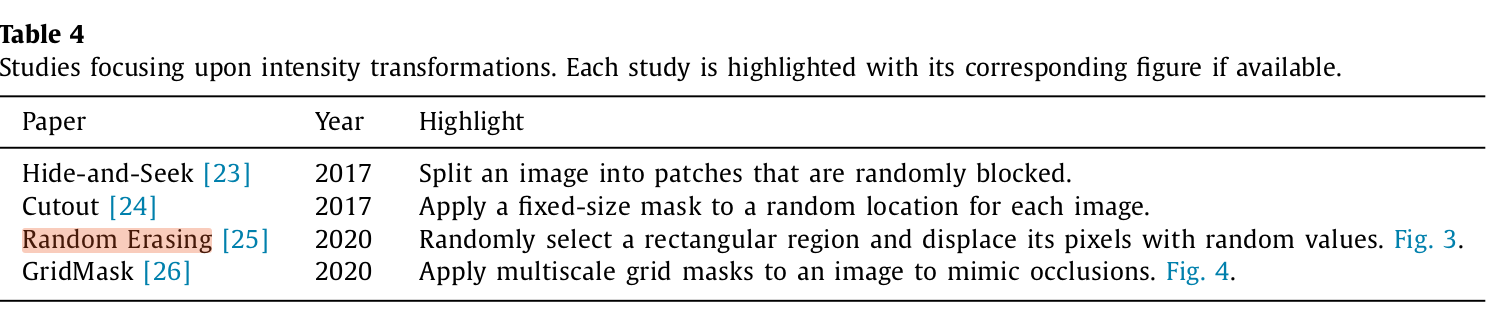 Table 4
Studies focusing upon intensity transformations. Each study is highlighted with its corresponding figure if available.
Paper Year Highlight
Hide-and-Seek [23] 2017 Split an image into patches that are randomly blocked.
Cutout [24] 2017 Apply a fixed-size mask to a random location for each image.
Random Erasing [25] 2020 Randomly select a rectangular region and displace its pixels with random values. Fig. 3.
GridMask [26] 2020 Apply multiscale grid masks to an image to mimic occlusions. Fig. 4.